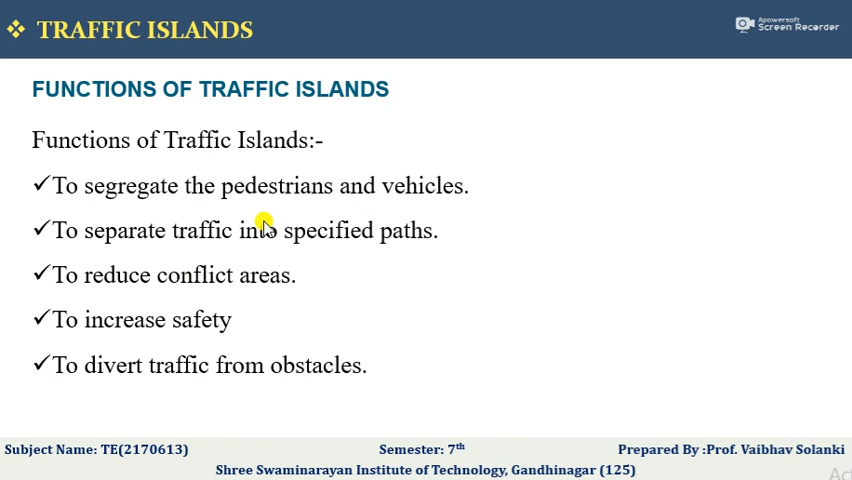 TRAFFIC ISLANDS
Apowersoft
Screen Recorder
FUNCTIONS OF TRAFFIC ISLANDS
Functions of Traffic Islands:-
✓To segregate the pedestrians and vehicles.
✓To separate traffic into specified paths.
✓To reduce conflict areas.
✓To increase safety
✓To divert traffic from obstacles.
Subject Name: TE(2170613) Semester: 7th Prepared By :Prof. Vaibhav Solanki
Shree Swaminarayan Institute of Technology, Gandhinagar (125)